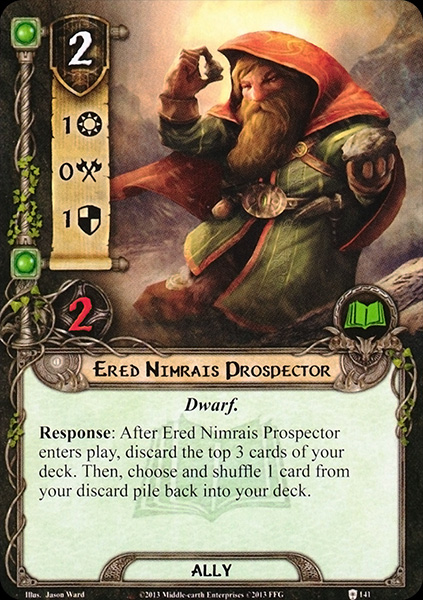 2
1
0
1
2
Ered Nimrais Prospector
Dwarf.
Response: After Ered Nimrais Prospector
enters play, discard the top 3 cards of your
deck. Then, choose and shuffle 1 card from
your discard pile back into your deck.
ALLY
Illus. Jason Ward ©2013 Middle-earth Enterprises ©2013 FFG 141